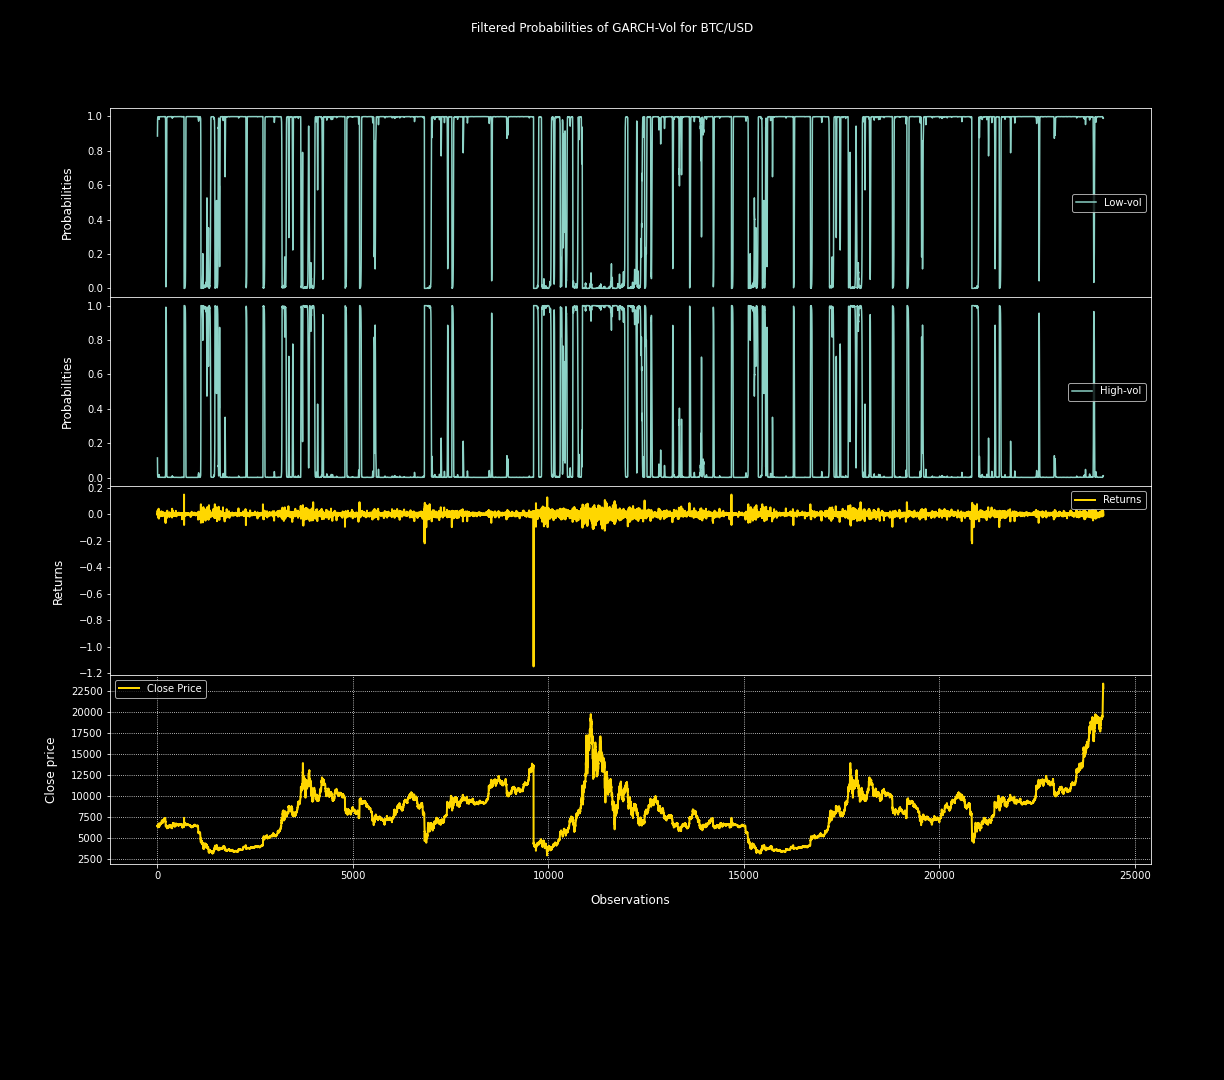 Filtered Probabilities of GARCH-Vol for BTC/USD
1.0
0.8
0.6
0.4
0.2
0.0
Probabilities
Low-vol
1.0
0.8
0.6
0.4
0.2
0.0
Probabilities
High-vol
0.2
0.0
−0.2
−0.4
−0.6
−0.8
−1.0
−1.2
Returns
Returns
22500
20000
17500
15000
12500
10000
7500
5000
2500
Close price
Close Price
0 5000 10000 15000 20000 25000
Observations